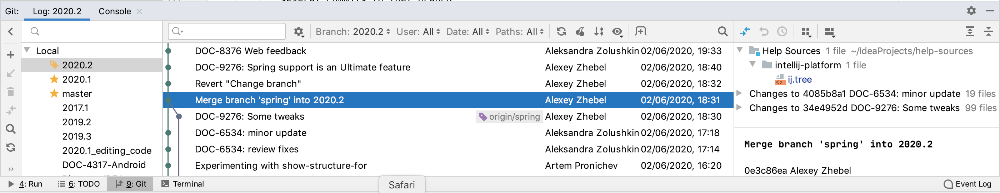 several commits to that branch
Git: Log: 2020.2 Console
Branch: 2020.2 User: All Date: All Paths: All
Local
2020.2
2020.1
master
2017.1
2019.2
2019.3
2020.1_editing_code
DOC-4317-Android
DOC-8376 Web feedback Aleksandra Zolushkin 02/06/2020, 19:33
DOC-9276: Spring support is an Ultimate feature Alexey Zhebel 02/06/2020, 18:40
Revert "Change branch" Alexey Zhebel 02/06/2020, 18:32
Merge branch 'spring' into 2020.2 Alexey Zhebel 02/06/2020, 18:31
DOC-9276: Some tweaks origin/spring Alexey Zhebel 02/06/2020, 18:30
DOC-6534: minor update Aleksandra Zolushkin 02/06/2020, 17:18
DOC-6534: review fixes Aleksandra Zolushkin 02/06/2020, 17:14
Experimenting with show-structure-for Artem Pronichev 02/06/2020, 16:20
Help Sources 1 file ~/IdeaProjects/help-sources
intellij-platform 1 file
ij.tree
Changes to 4085b8a1 DOC-6534: minor update 19 files
Changes to 34e4952d DOC-9276: Some tweaks 99 files
Merge branch 'spring' into 2020.2
0e3c86ea Alexey Zhebel
4: Run 6: TODO 9: Git Terminal Safari Event Log